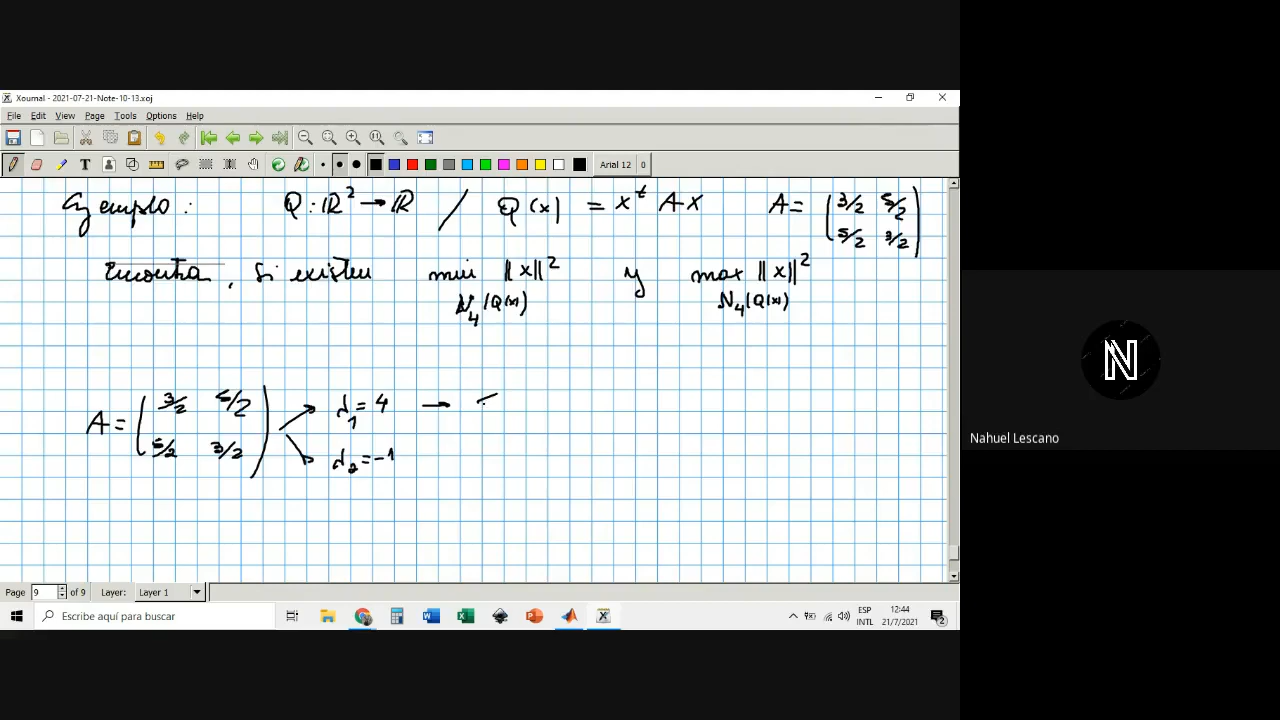 Xournal - 2021-07-21-Note-10-13.xoj
File Edit View Page Tools Options Help
T Arial 12 0
Ejemplo : Q : ℝ² → ℝ / Q(x) = xᵗ A x A = ( 3/2 5/2
5/2 3/2 )
Encontrar, si existen min ‖x‖² y max ‖x‖²
N₄(Q(x)) N₄(Q(x))
A = ( 3/2 5/2
5/2 3/2 )
λ₁ = 4 →
λ₂ = -1
N
Nahuel Lescano
Page 9 of 9 Layer: Layer 1
Escribe aquí para buscar
ESP
INTL
12:44
21/7/2021
2